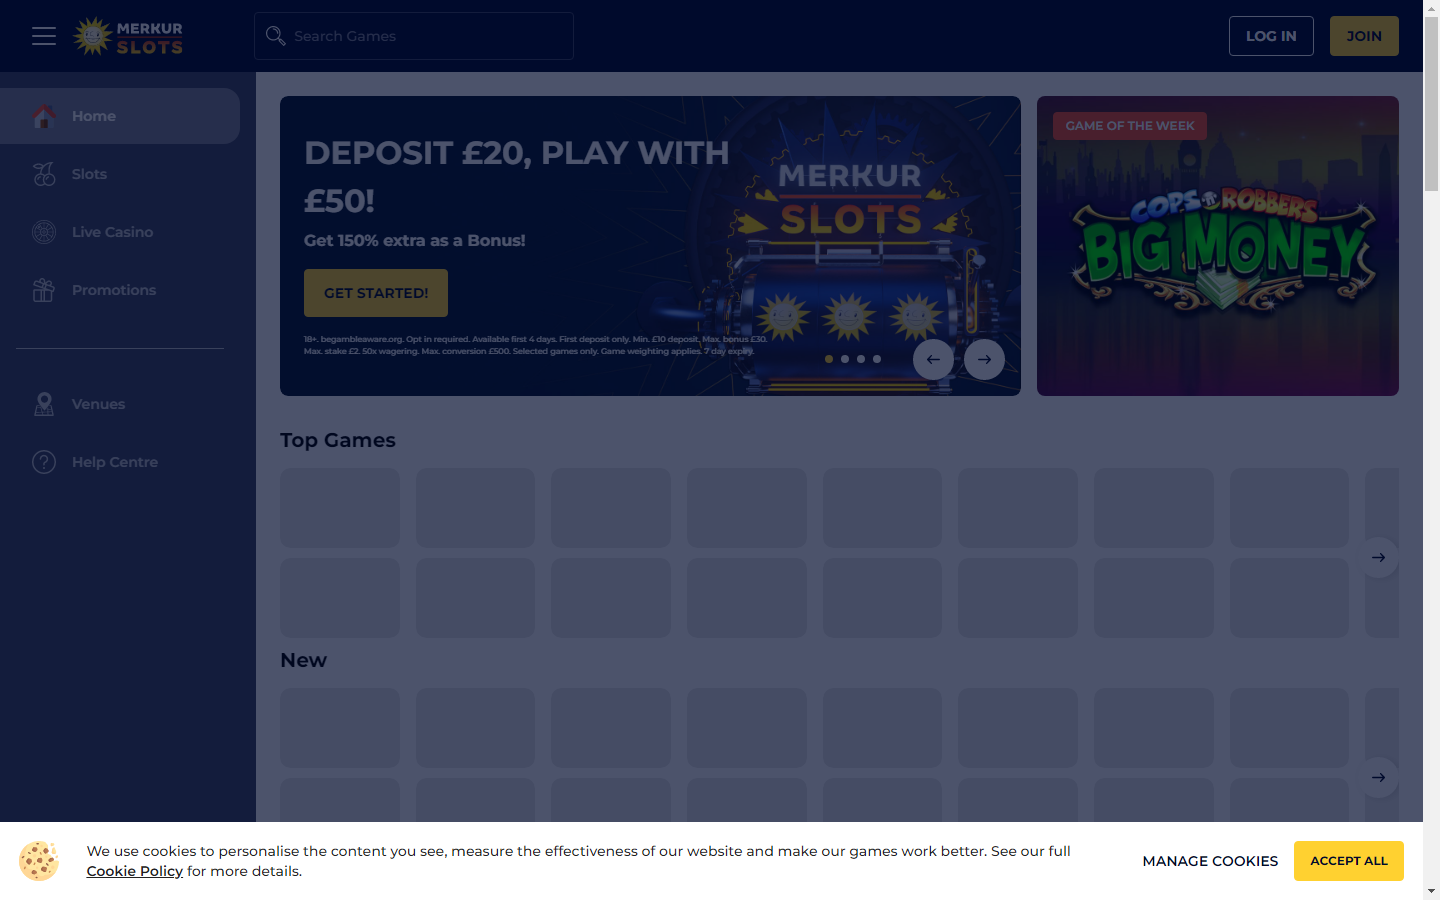 MERKUR
SLOTS
Search Games
LOG IN
JOIN
Home
Slots
Live Casino
Promotions
Venues
Help Centre
DEPOSIT £20, PLAY WITH
£50!
Get 150% extra as a Bonus!
GET STARTED!
18+. begambleaware.org. Opt in required. Available first 4 days. First deposit only. Min. £10 deposit. Max. bonus £30.
Max. stake £2. 50x wagering. Max. conversion £500. Selected games only. Game weighting applies. 7 day expiry.
MERKUR
SLOTS
GAME OF THE WEEK
COPS 'n' ROBBERS
BIG MONEY
Top Games
New
We use cookies to personalise the content you see, measure the effectiveness of our website and make our games work better. See our full
Cookie Policy for more details.
MANAGE COOKIES
ACCEPT ALL